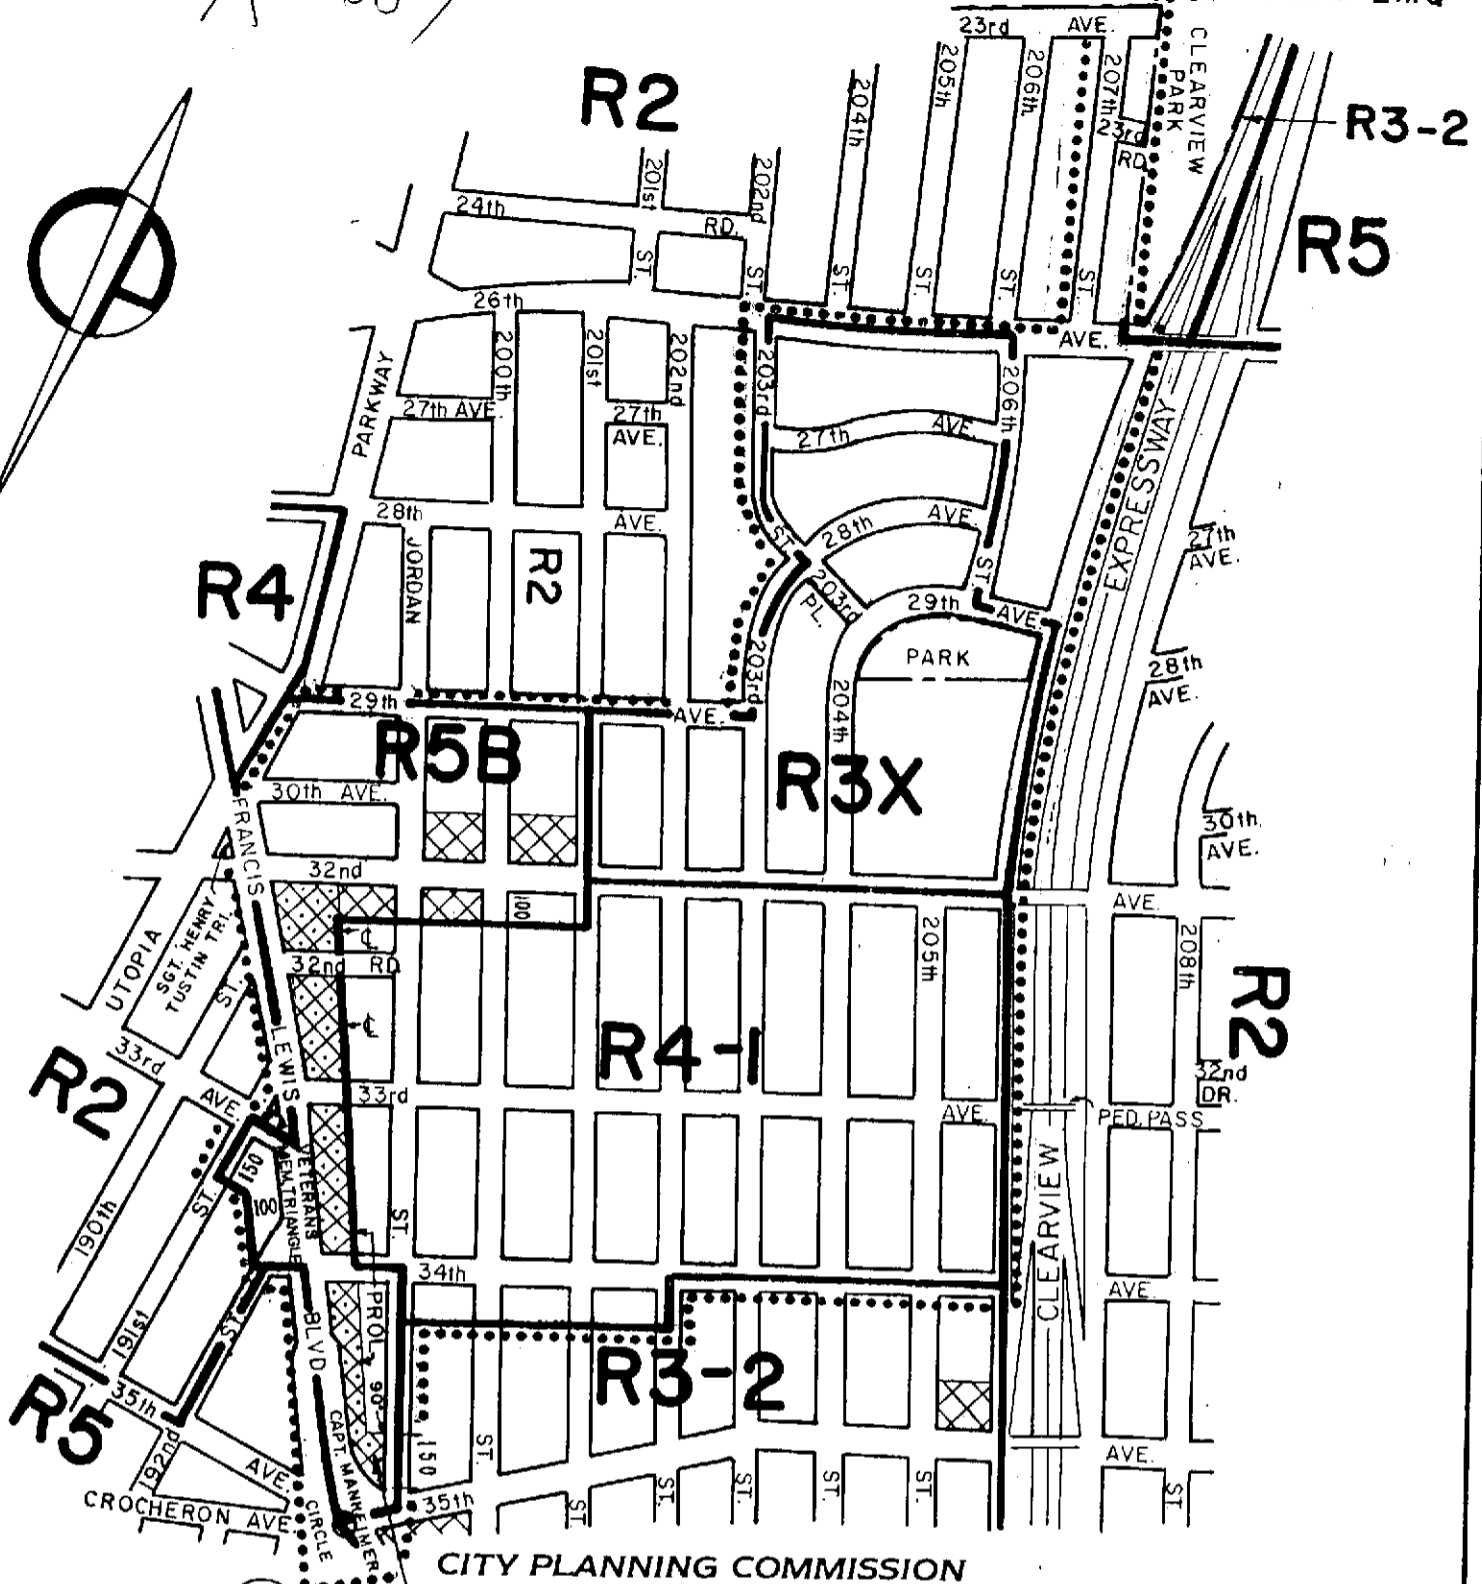 23rd AVE.
CLEARVIEW PARK
R2
R3-2
204th
205th
206th
207th
23rd RD.
201st
202nd
24th RD.
R5
ST.
ST.
ST.
ST.
ST.
ST.
26th AVE.
200th
201st
202nd
203rd
206th
PARKWAY
27th AVE.
27th AVE.
27th AVE.
EXPRESSWAY
28th AVE.
28th AVE.
ST.
ST.
27th AVE.
R4
JORDAN
R2
203rd PL.
29th AVE.
PARK
28th AVE.
203rd
204th
29th AVE.
R5B
R3X
30th AVE.
30th AVE.
FRANCIS
32nd
AVE.
100
UTOPIA
SGT. HENRY TUSTIN TRI.
ST.
32nd RD.
205th
208th
R2
LEWIS
R4-1
33rd AVE.
R2
33rd AVE.
32nd DR.
PED. PASS
150
100
VETERANS MEM. TRIANGLE
ST.
ST.
190th
CLEARVIEW
34th
AVE.
PROL.
BLVD
191st
ST.
R3-2
90'
35th AVE.
R5
192nd
150
CAPT. MANHEIMER
CIRCLE
ST.
AVE.
CROCHERON AVE
35th
ST.
ST.
ST.
ST.
ST.
ST.
CITY PLANNING COMMISSION